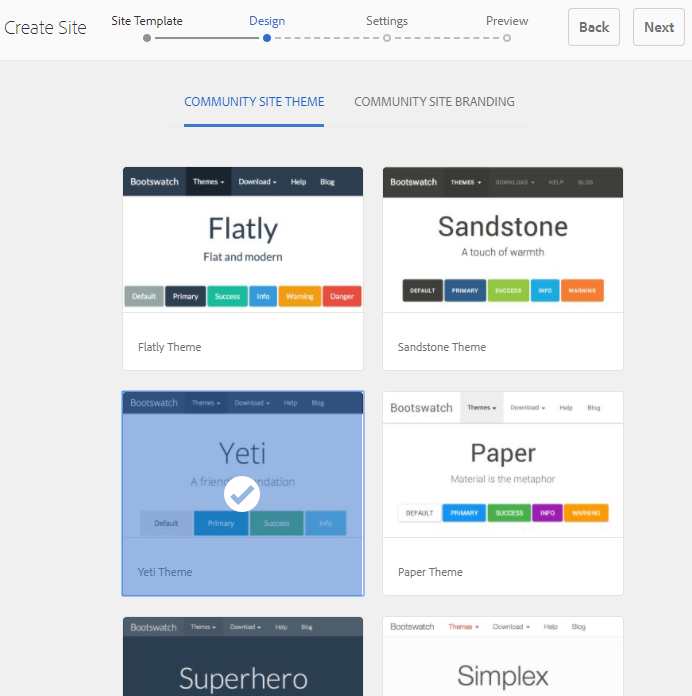 Create Site
Site Template Design Settings Preview
Back Next
COMMUNITY SITE THEME COMMUNITY SITE BRANDING
Bootswatch Themes Download Help Blog
Flatly
Flat and modern
Default Primary Success Info Warning Danger
Flatly Theme
Bootswatch THEMES DOWNLOAD HELP BLOG
Sandstone
A touch of warmth
DEFAULT PRIMARY SUCCESS INFO WARNING
Sandstone Theme
Bootswatch Themes Download Help Blog
Yeti
A friendly foundation
Default Primary Success Info
Yeti Theme
Bootswatch Themes Download Help Blog
Paper
Material is the metaphor
DEFAULT PRIMARY SUCCESS INFO WARNING
Paper Theme
Bootswatch Themes Download Help Blog
Superhero
Bootswatch Themes Download Help Blog
Simplex